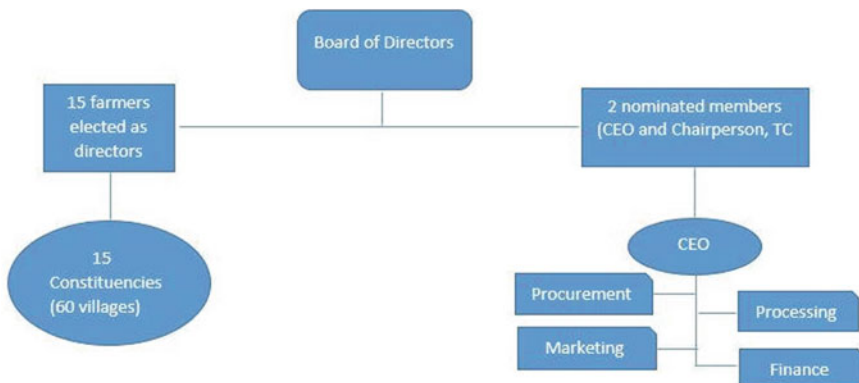 Board of Directors
15 farmers
elected as
directors
2 nominated members
(CEO and Chairperson, TC
15
Constituencies
(60 villages)
CEO
Procurement
Processing
Marketing
Finance